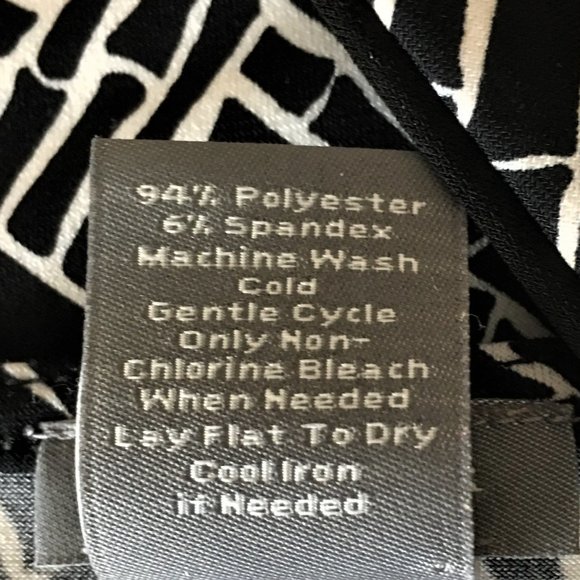 94% Polyester
6% Spandex
Machine Wash
Cold
Gentle Cycle
Only Non-
Chlorine Bleach
When Needed
Lay Flat To Dry
Cool Iron
if Needed